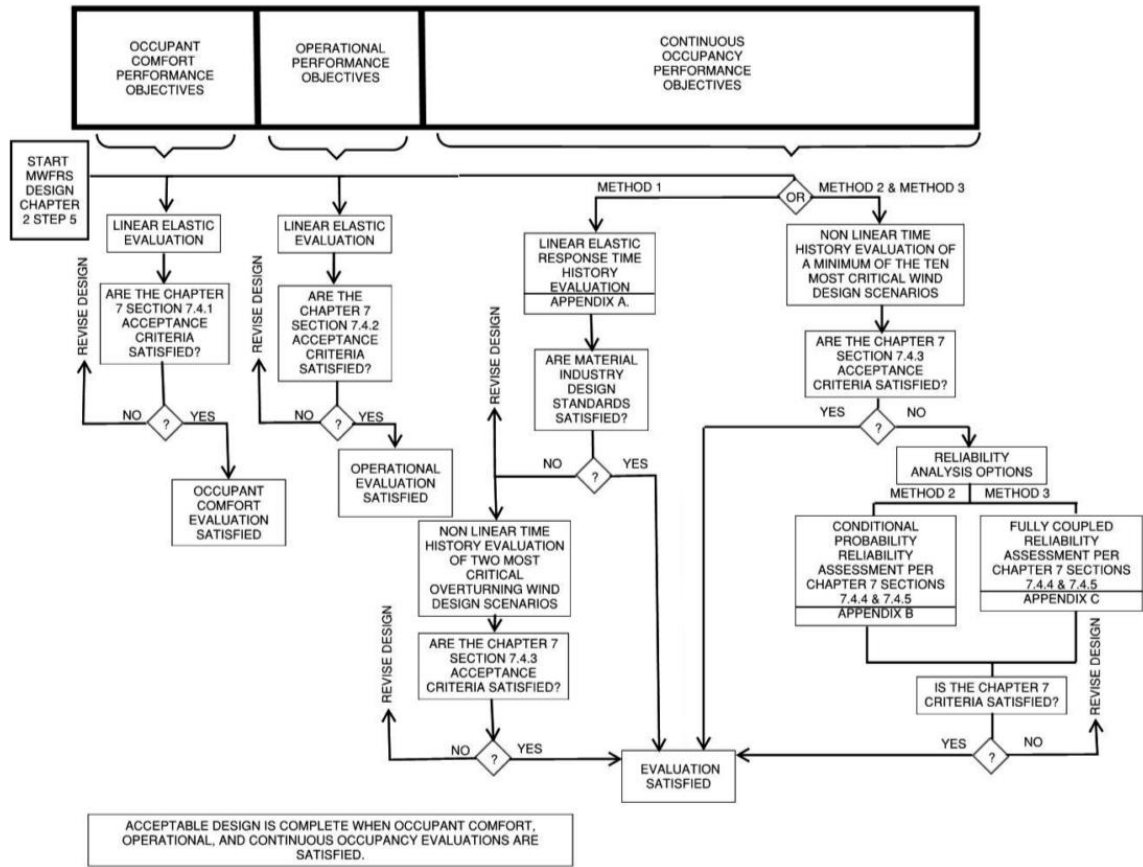 OCCUPANT
COMFORT
PERFORMANCE
OBJECTIVES
OPERATIONAL
PERFORMANCE
OBJECTIVES
CONTINUOUS
OCCUPANCY
PERFORMANCE
OBJECTIVES
START
MWFRS
DESIGN
CHAPTER
2 STEP 5
METHOD 1
OR
METHOD 2 & METHOD 3
LINEAR ELASTIC
EVALUATION
REVISE DESIGN
ARE THE CHAPTER
7 SECTION 7.4.1
ACCEPTANCE
CRITERIA
SATISFIED?
NO
?
YES
OCCUPANT
COMFORT
EVALUATION
SATISFIED
LINEAR ELASTIC
EVALUATION
REVISE DESIGN
ARE THE
CHAPTER 7
SECTION 7.4.2
ACCEPTANCE
CRITERIA
SATISFIED?
NO
?
YES
OPERATIONAL
EVALUATION
SATISFIED
LINEAR ELASTIC
RESPONSE TIME
HISTORY
EVALUATION
APPENDIX A.
REVISE DESIGN
ARE MATERIAL
INDUSTRY
DESIGN
STANDARDS
SATISFIED?
NO
?
YES
NON LINEAR TIME
HISTORY EVALUATION
OF TWO MOST
CRITICAL
OVERTURNING WIND
DESIGN SCENARIOS
REVISE DESIGN
ARE THE CHAPTER 7
SECTION 7.4.3
ACCEPTANCE
CRITERIA SATISFIED?
NO
?
YES
NON LINEAR TIME
HISTORY EVALUATION OF
A MINIMUM OF THE TEN
MOST CRITICAL WIND
DESIGN SCENARIOS
ARE THE CHAPTER 7
SECTION 7.4.3
ACCEPTANCE
CRITERIA SATISFIED?
YES
?
NO
RELIABILITY
ANALYSIS OPTIONS
METHOD 2
METHOD 3
CONDITIONAL
PROBABILITY
RELIABILITY
ASSESSMENT PER
CHAPTER 7 SECTIONS
7.4.4 & 7.4.5
APPENDIX B
FULLY COUPLED
RELIABILITY
ASSESSMENT PER
CHAPTER 7 SECTIONS
7.4.4 & 7.4.5
APPENDIX C
IS THE CHAPTER 7
CRITERIA SATISFIED?
REVISE DESIGN
YES
?
NO
EVALUATION
SATISFIED
ACCEPTABLE DESIGN IS COMPLETE WHEN OCCUPANT COMFORT,
OPERATIONAL, AND CONTINUOUS OCCUPANCY EVALUATIONS ARE
SATISFIED.